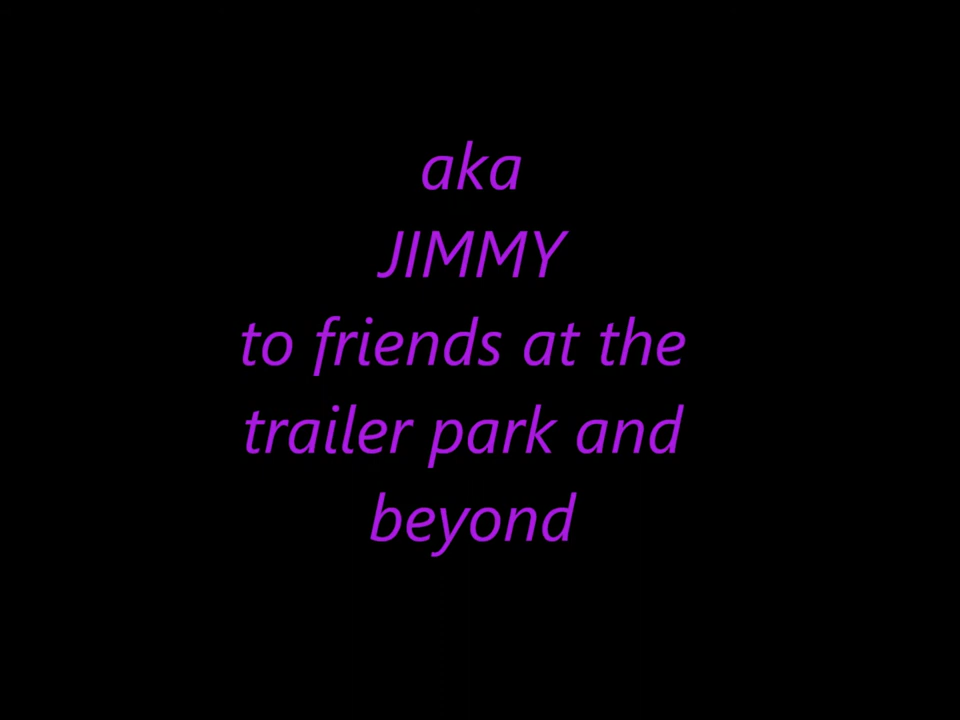 aka
JIMMY
to friends at the
trailer park and
beyond